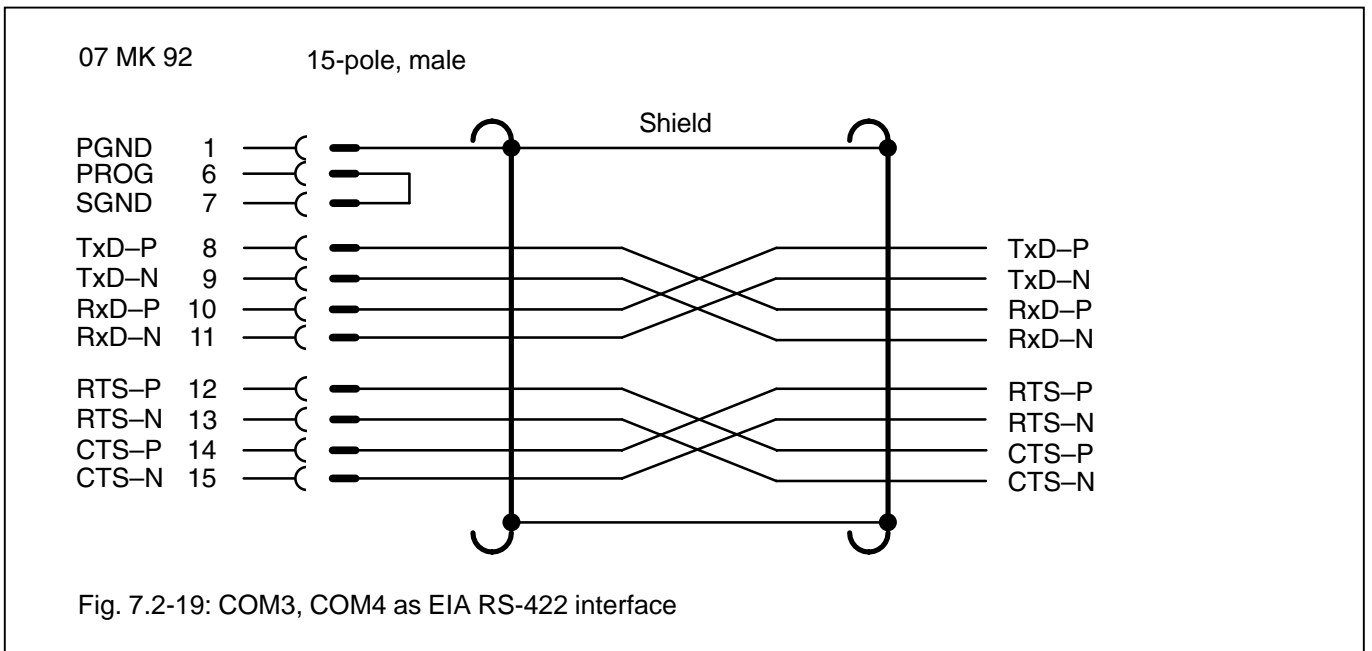 07 MK 92 15-pole, male
Shield
PGND 1
PROG 6
SGND 7
TxD–P 8 TxD–P
TxD–N 9 TxD–N
RxD–P 10 RxD–P
RxD–N 11 RxD–N
RTS–P 12 RTS–P
RTS–N 13 RTS–N
CTS–P 14 CTS–P
CTS–N 15 CTS–N
Fig. 7.2-19: COM3, COM4 as EIA RS-422 interface